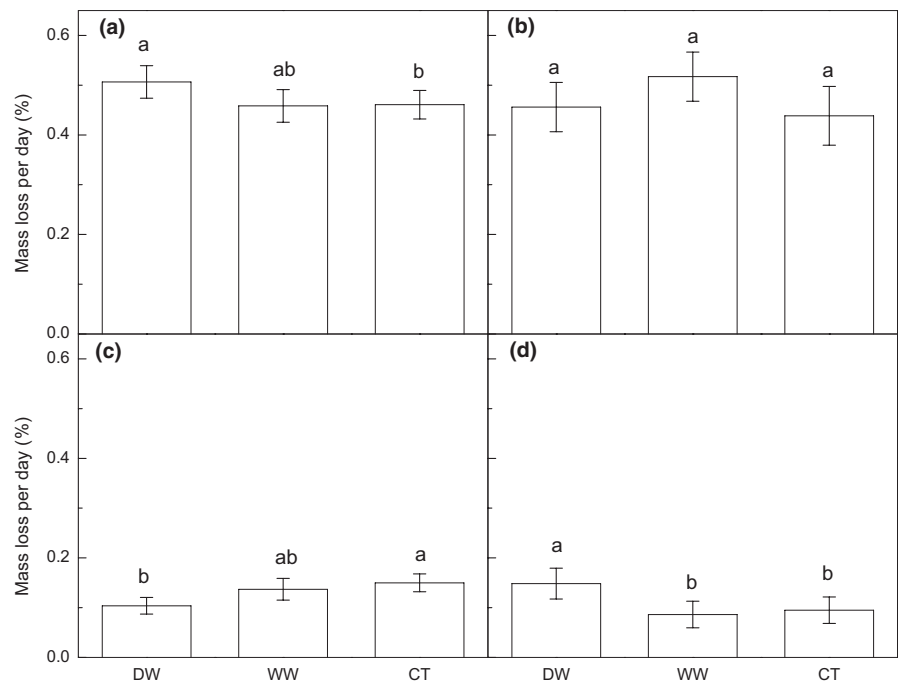 (a)
(b)
0.6
a
ab
b
a
a
a
Mass loss per day (%)
0.4
0.2
0.0
(c)
(d)
0.6
Mass loss per day (%)
0.4
0.2
b
ab
a
a
b
b
0.0
DW WW CT DW WW CT